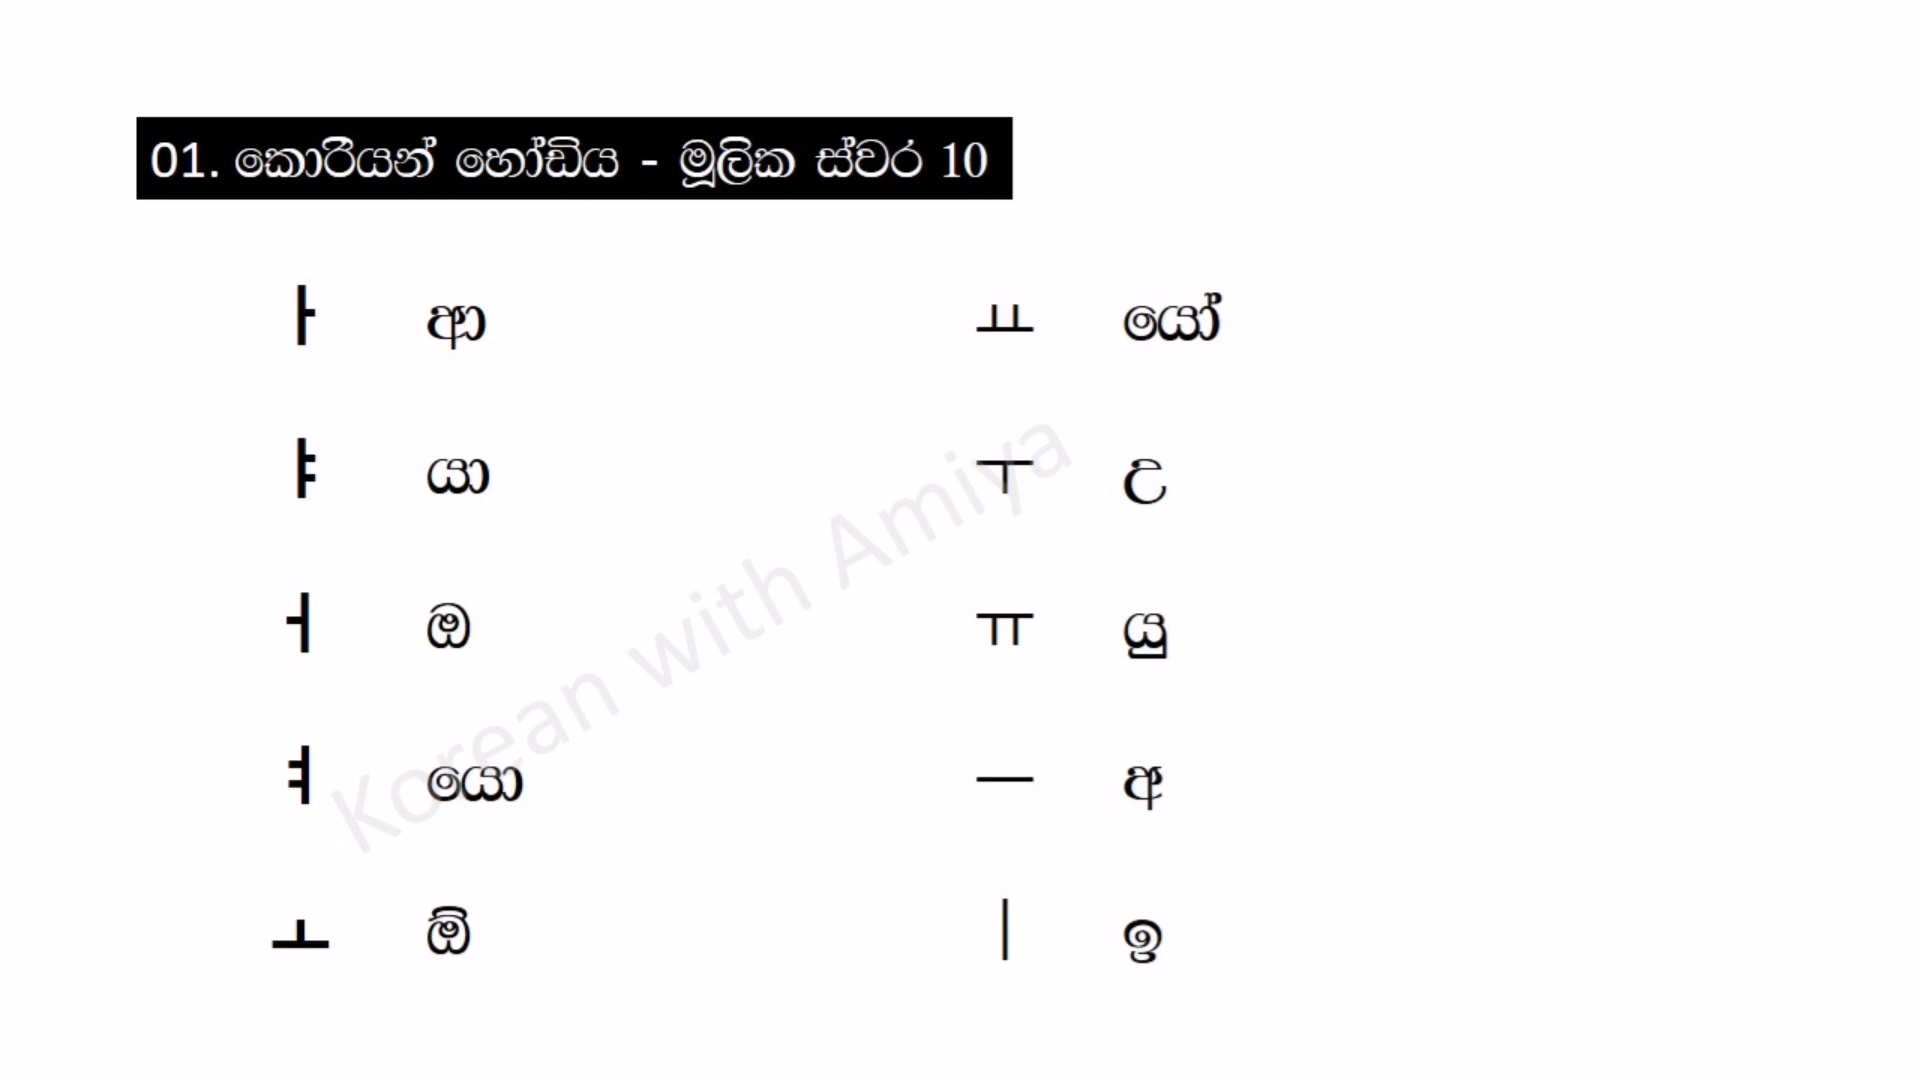 01. කොරියන් හෝඩිය - මූලික ස්වර 10
ㅏ ආ
ㅑ යා
ㅓ ඔ
ㅕ යො
ㅗ ඕ
ㅛ යෝ
ㅜ උ
ㅠ යු
ㅡ අ
ㅣ ඉ
Korean with Amiya